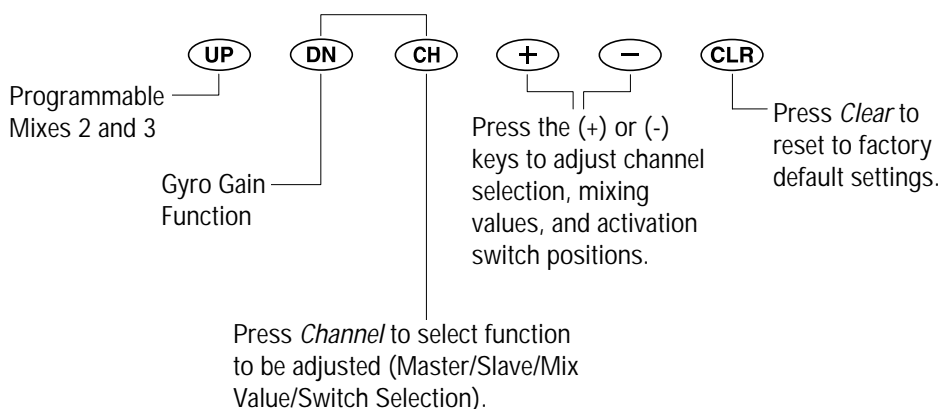 UP DN CH + − CLR
Programmable
Mixes 2 and 3
Gyro Gain
Function
Press the (+) or (-)
keys to adjust channel
selection, mixing
values, and activation
switch positions.
Press Clear to
reset to factory
default settings.
Press Channel to select function
to be adjusted (Master/Slave/Mix
Value/Switch Selection).